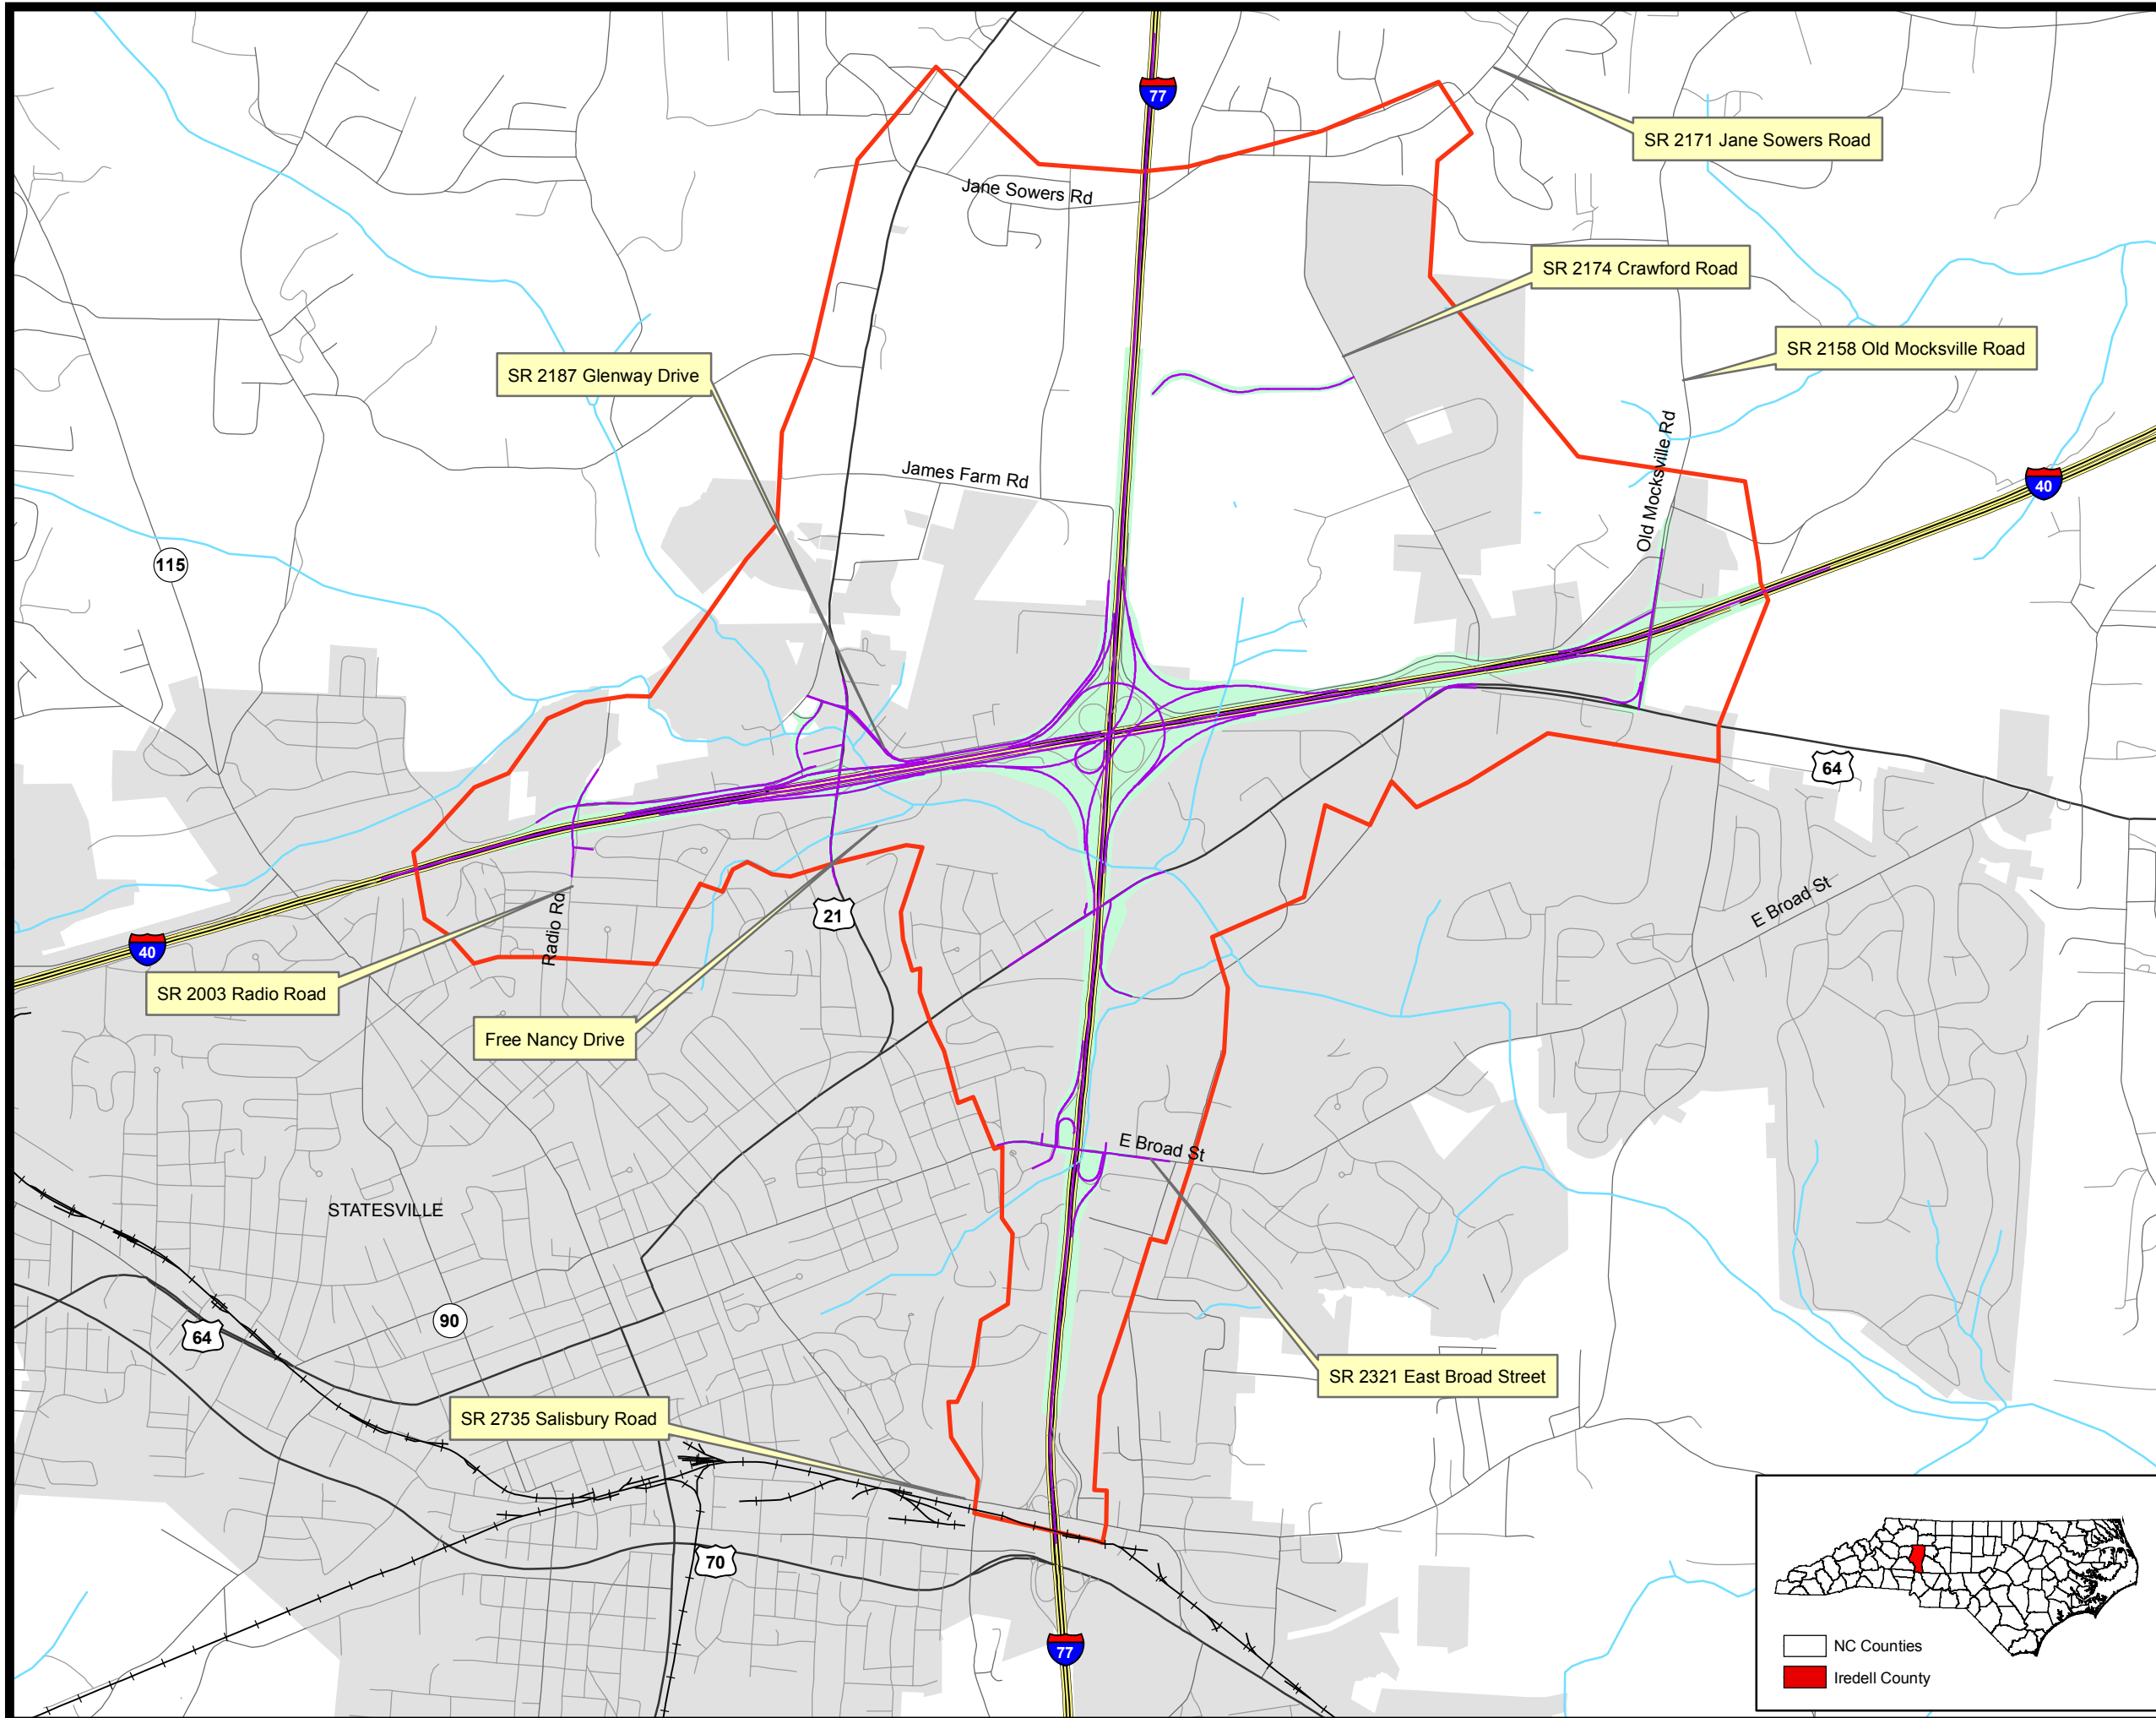 77
SR 2171 Jane Sowers Road
Jane Sowers Rd
SR 2174 Crawford Road
SR 2158 Old Mocksville Road
SR 2187 Glenway Drive
Old Mocksville Rd
James Farm Rd
40
115
64
E Broad St
21
Radio Rd
40
SR 2003 Radio Road
Free Nancy Drive
E Broad St
STATESVILLE
90
64
SR 2321 East Broad Street
SR 2735 Salisbury Road
70
77
NC Counties
Iredell County